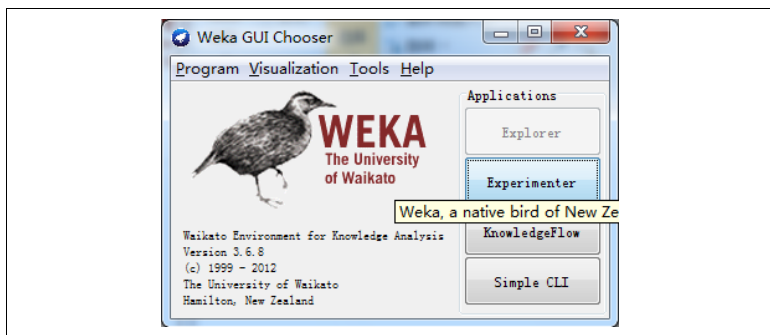 Weka GUI Chooser
Program Visualization Tools Help
Applications
Explorer
WEKA
The University
of Waikato
Experimenter
Weka, a native bird of New Ze
KnowledgeFlow
Waikato Environment for Knowledge Analysis
Version 3.6.8
(c) 1999 - 2012
The University of Waikato
Hamilton, New Zealand
Simple CLI